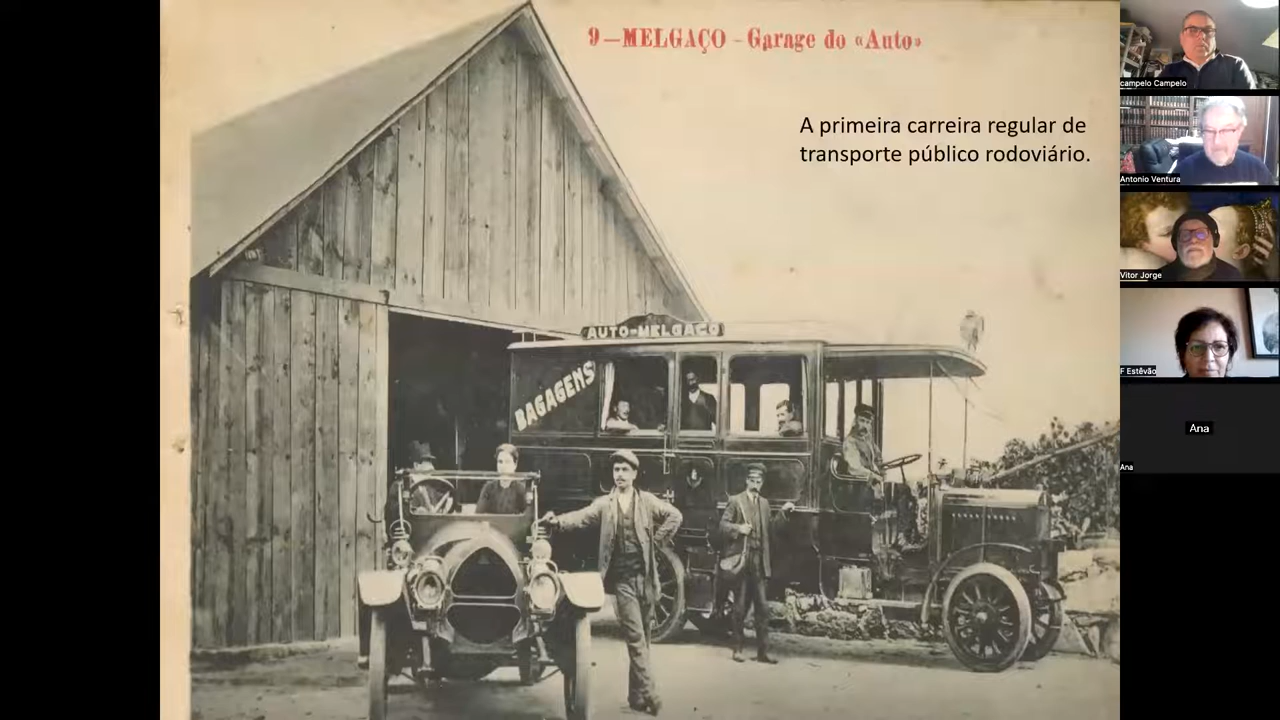 9—MELGAÇO – Garage do «Auto»
A primeira carreira regular de
transporte público rodoviário.
AUTO-MELGAÇO
BAGAGENS
campelo Campelo
Antonio Ventura
Vitor Jorge
F Estêvão
Ana
Ana